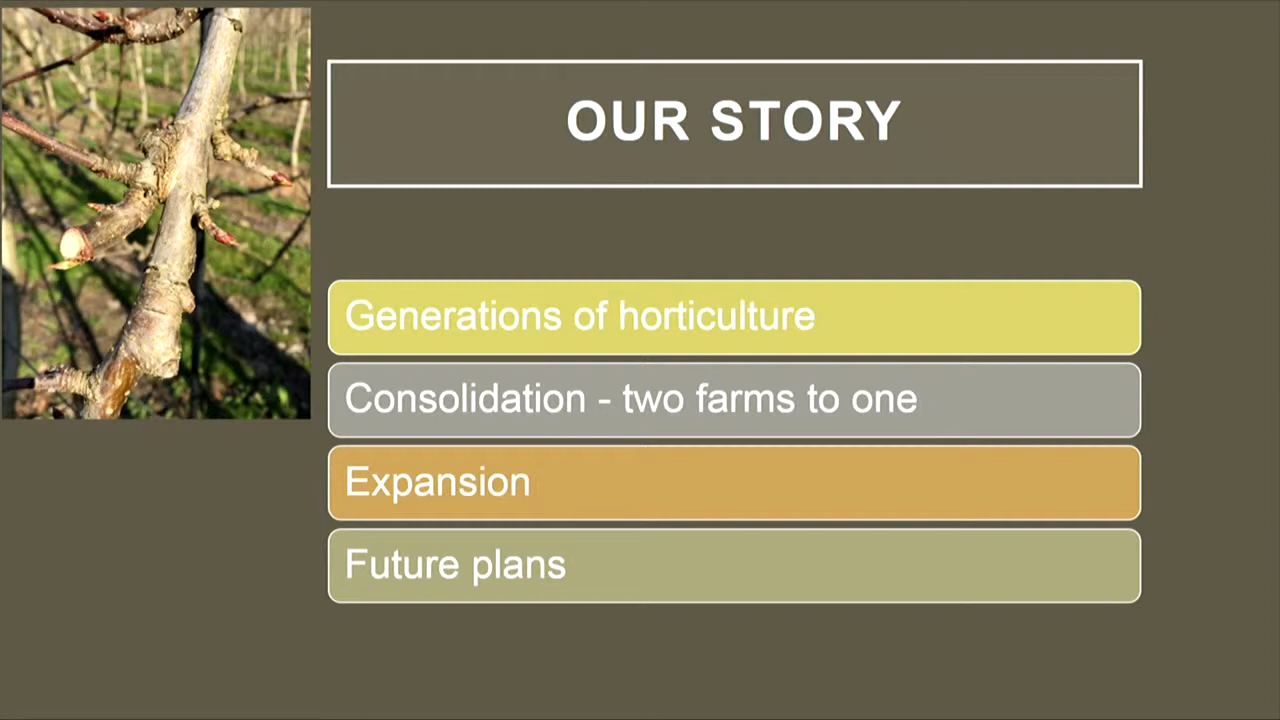 OUR STORY
Generations of horticulture
Consolidation - two farms to one
Expansion
Future plans